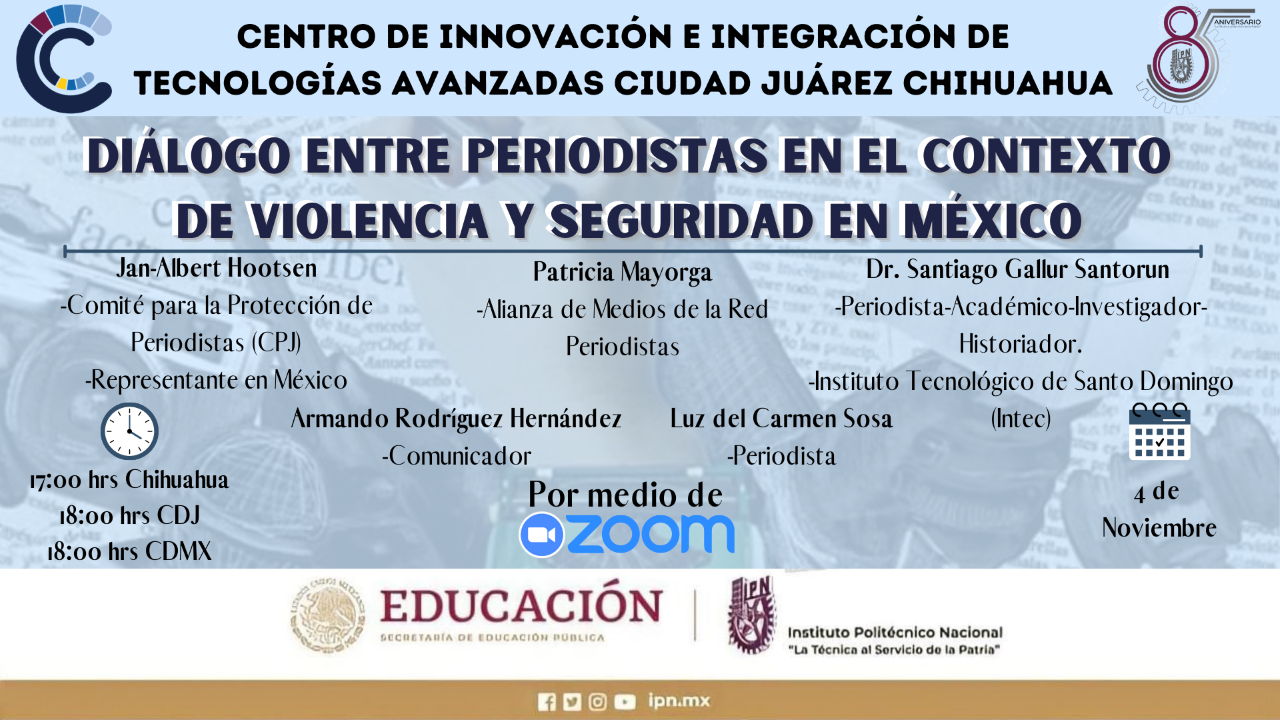 CENTRO DE INNOVACIÓN E INTEGRACIÓN DE
TECNOLOGÍAS AVANZADAS CIUDAD JUÁREZ CHIHUAHUA
85
ANIVERSARIO
IPN
DIÁLOGO ENTRE PERIODISTAS EN EL CONTEXTO
DE VIOLENCIA Y SEGURIDAD EN MÉXICO
Jan-Albert Hootsen
-Comité para la Protección de
Periodistas (CPJ)
-Representante en México
Patricia Mayorga
-Alianza de Medios de la Red
Periodistas
Dr. Santiago Gallur Santorun
-Periodista-Académico-Investigador-
Historiador.
-Instituto Tecnológico de Santo Domingo
(Intec)
Armando Rodríguez Hernández
-Comunicador
Luz del Carmen Sosa
-Periodista
17:00 hrs Chihuahua
18:00 hrs CDJ
18:00 hrs CDMX
Por medio de
zoom
4 de
Noviembre
EDUCACIÓN
SECRETARÍA DE EDUCACIÓN PÚBLICA
IPN
Instituto Politécnico Nacional
"La Técnica al Servicio de la Patria"
ipn.mx